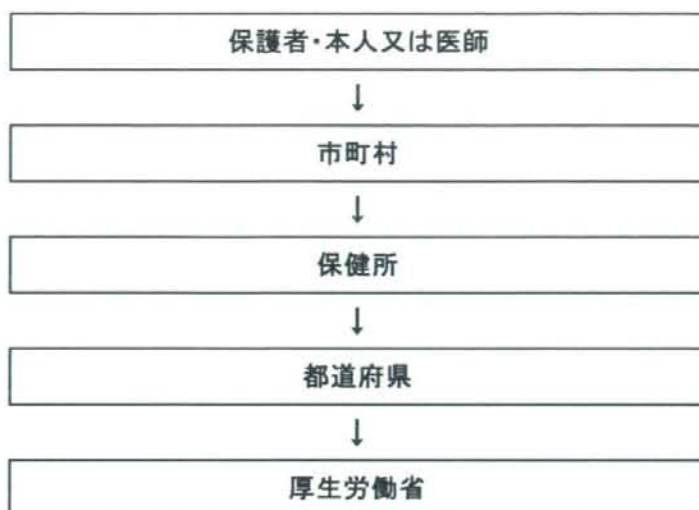 保護者・本人又は医師
↓
市町村
↓
保健所
↓
都道府県
↓
厚生労働省